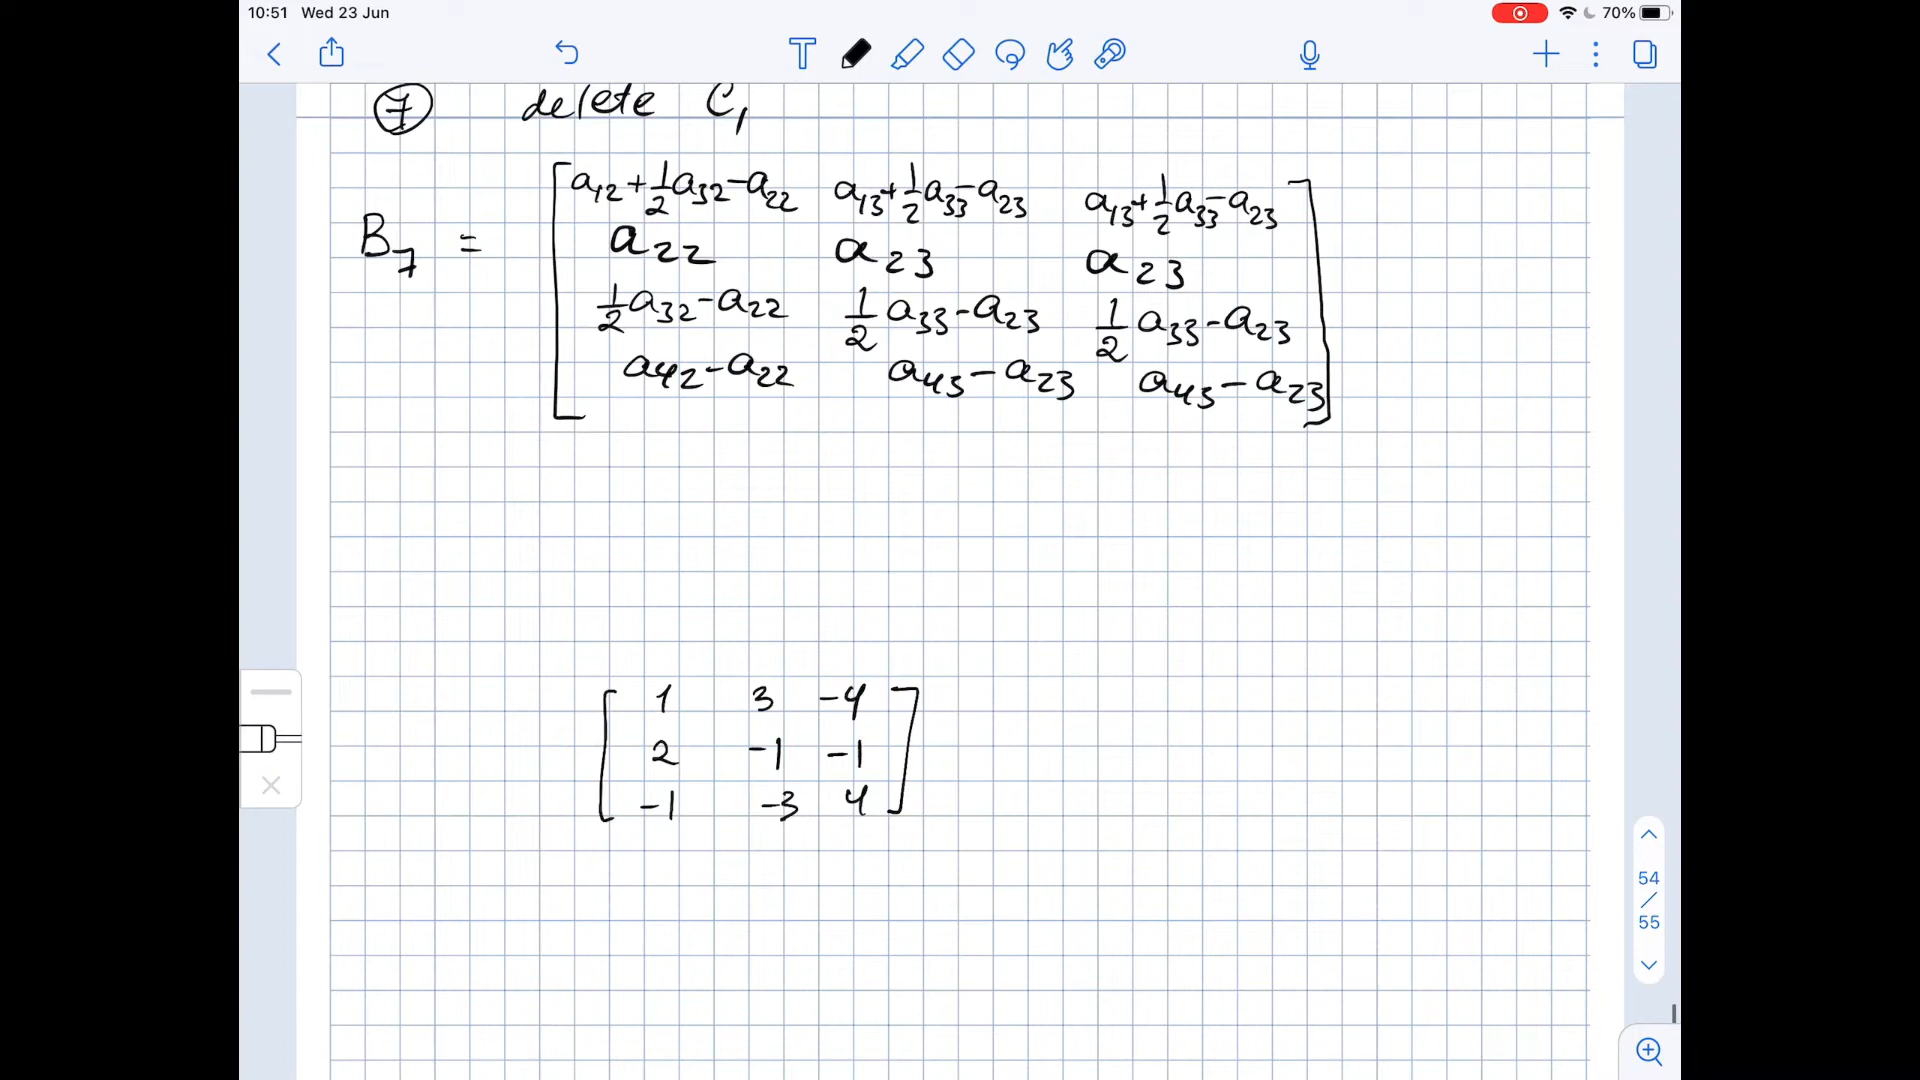 10:51 Wed 23 Jun 70%
T
⑦ delete C₁
B₇ = [ a₁₂+½a₃₂-a₂₂ a₁₃+½a₃₃-a₂₃ a₁₃+½a₃₃-a₂₃
a₂₂ a₂₃ a₂₃
½a₃₂-a₂₂ ½a₃₃-a₂₃ ½a₃₃-a₂₃
a₄₂-a₂₂ a₄₃-a₂₃ a₄₃-a₂₃ ]
[ 1 3 -4
2 -1 -1
-1 -3 4 ]
54
/
55